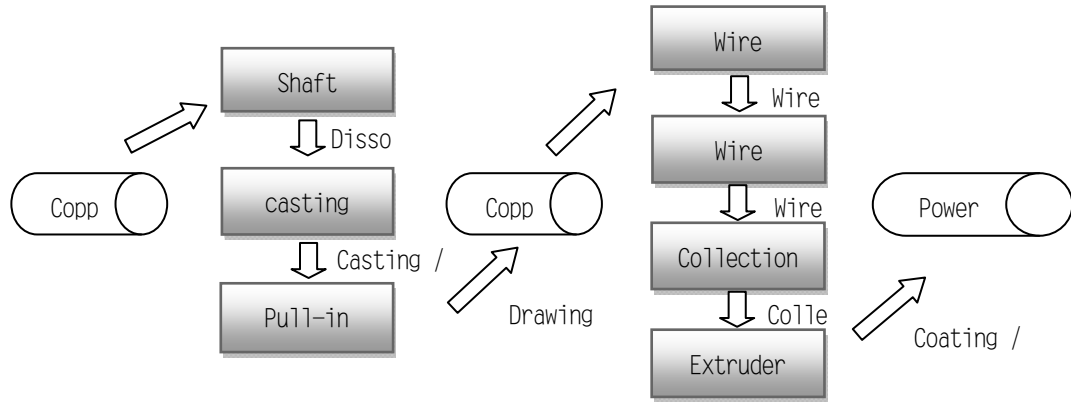 Copp
Shaft
Disso
casting
Casting /
Pull-in
Drawing
Copp
Wire
Wire
Wire
Wire
Collection
Colle
Extruder
Coating /
Power